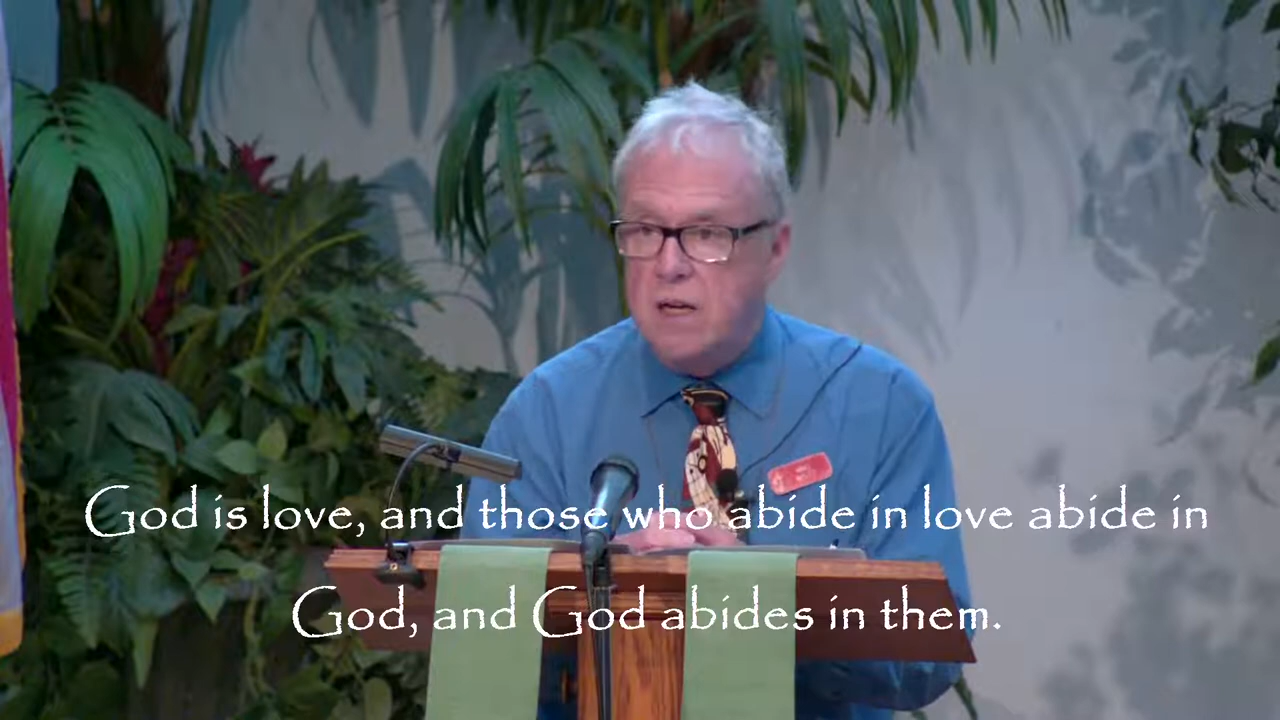 God is love, and those who abide in love abide in
God, and God abides in them.